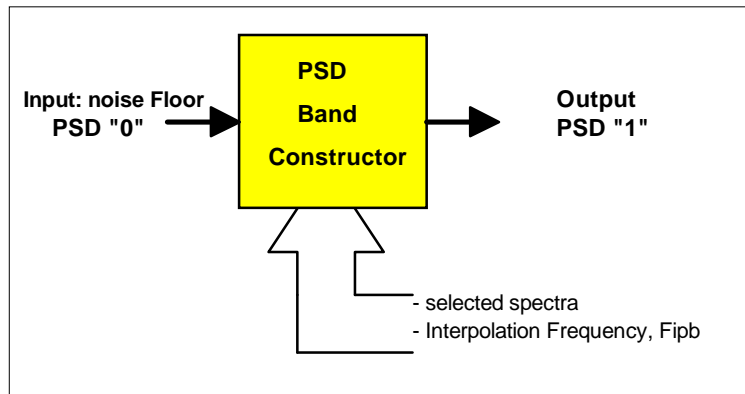 PSD
Band
Constructor
Input: noise Floor
PSD "0"
Output
PSD "1"
- selected spectra
- Interpolation Frequency, Fipb